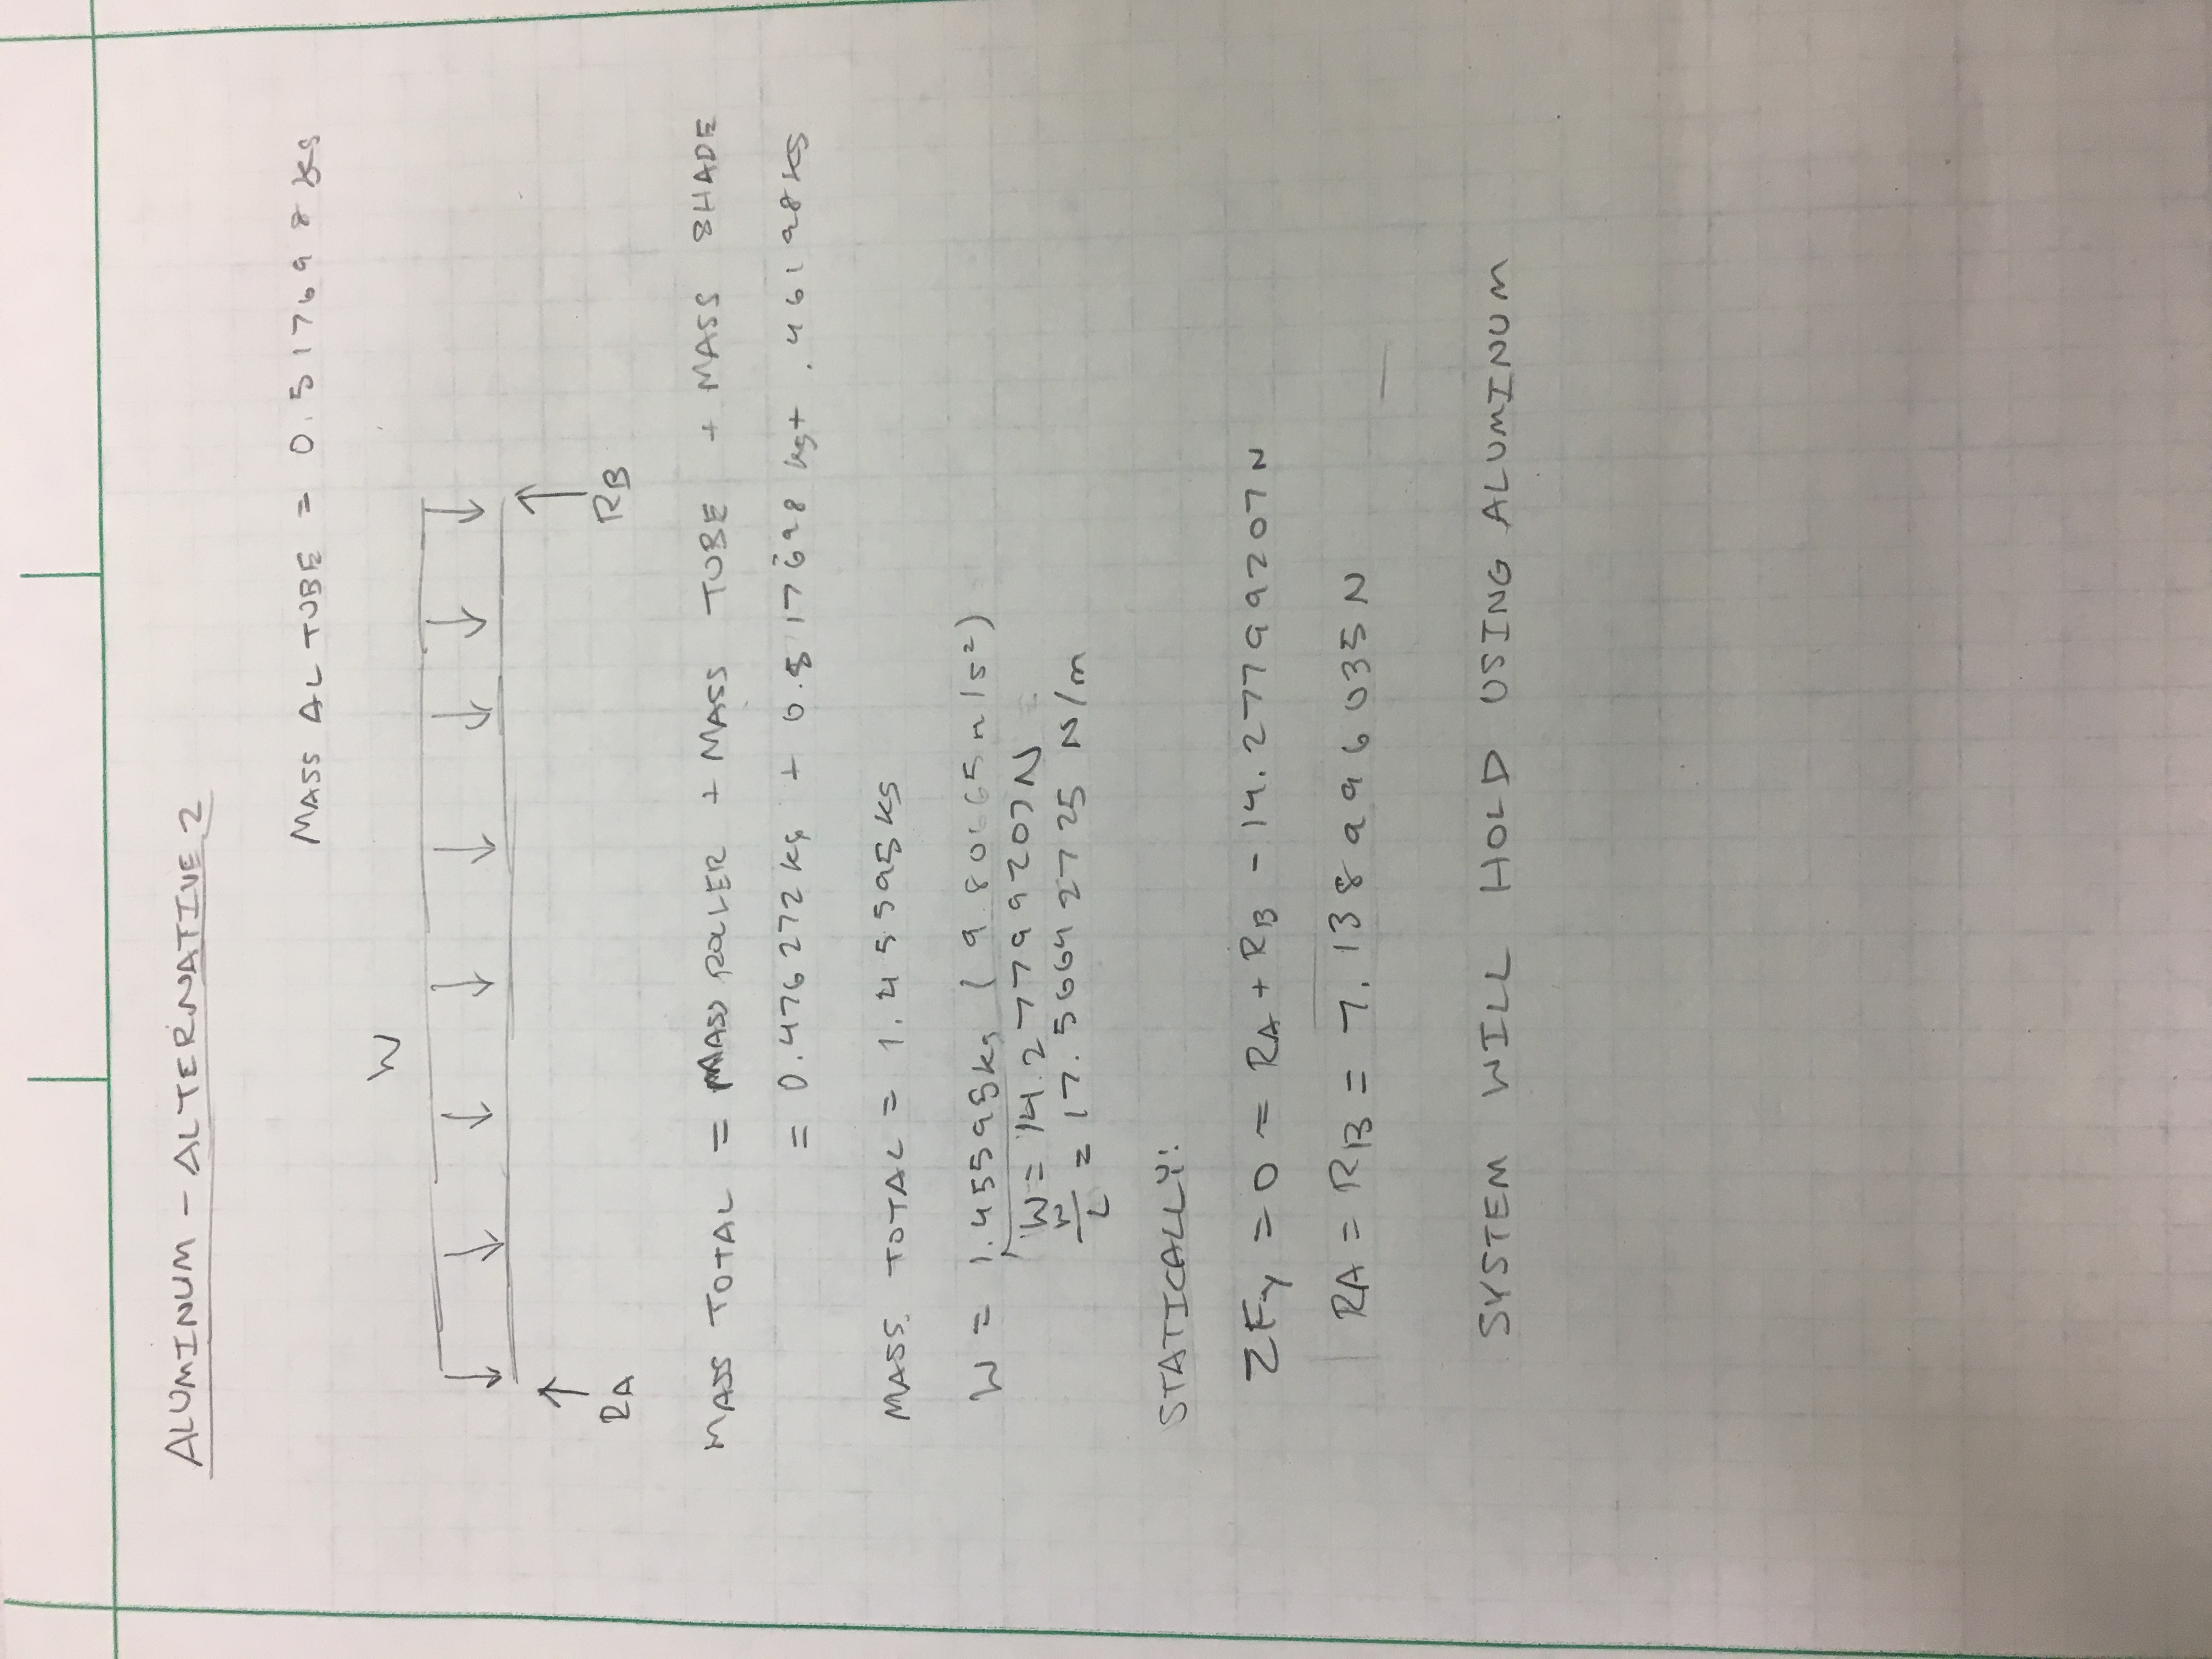 ALUMINUM - ALTERNATIVE 2
MASS AL TUBE = 0.517698 kg
W
RA
RB
MASS TOTAL = MASS ROLLER + MASS TUBE + MASS SHADE
= 0.476272 kg + 0.517698 kg + .46198 kg
MASS TOTAL = 1.45595 kg
W = 1.45595 kg (9.80665 m/s²)
W = 14.27799207 N
W/L = 17.56642725 N/m
STATICALLY:
ΣFy = 0 = RA + RB - 14.27799207 N
RA = RB = 7.138996035 N
SYSTEM WILL HOLD USING ALUMINUM